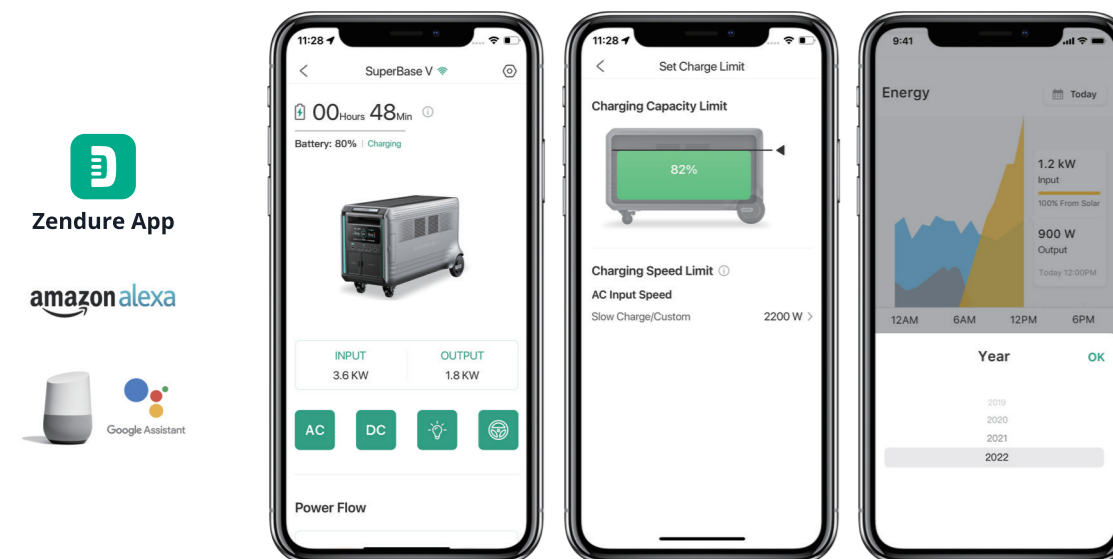 Zendure App
amazon alexa
Google Assistant
11:28
SuperBase V
00Hours 48Min
Battery: 80% | Charging
INPUT
OUTPUT
3.6 KW
1.8 KW
AC
DC
Power Flow
11:28
Set Charge Limit
Charging Capacity Limit
82%
Charging Speed Limit
AC Input Speed
Slow Charge/Custom
2200 W >
9:41
Energy
Today
1.2 kW
Input
100% From Solar
900 W
Output
Today 12:00PM
12AM
6AM
12PM
6PM
Year
OK
2019
2020
2021
2022